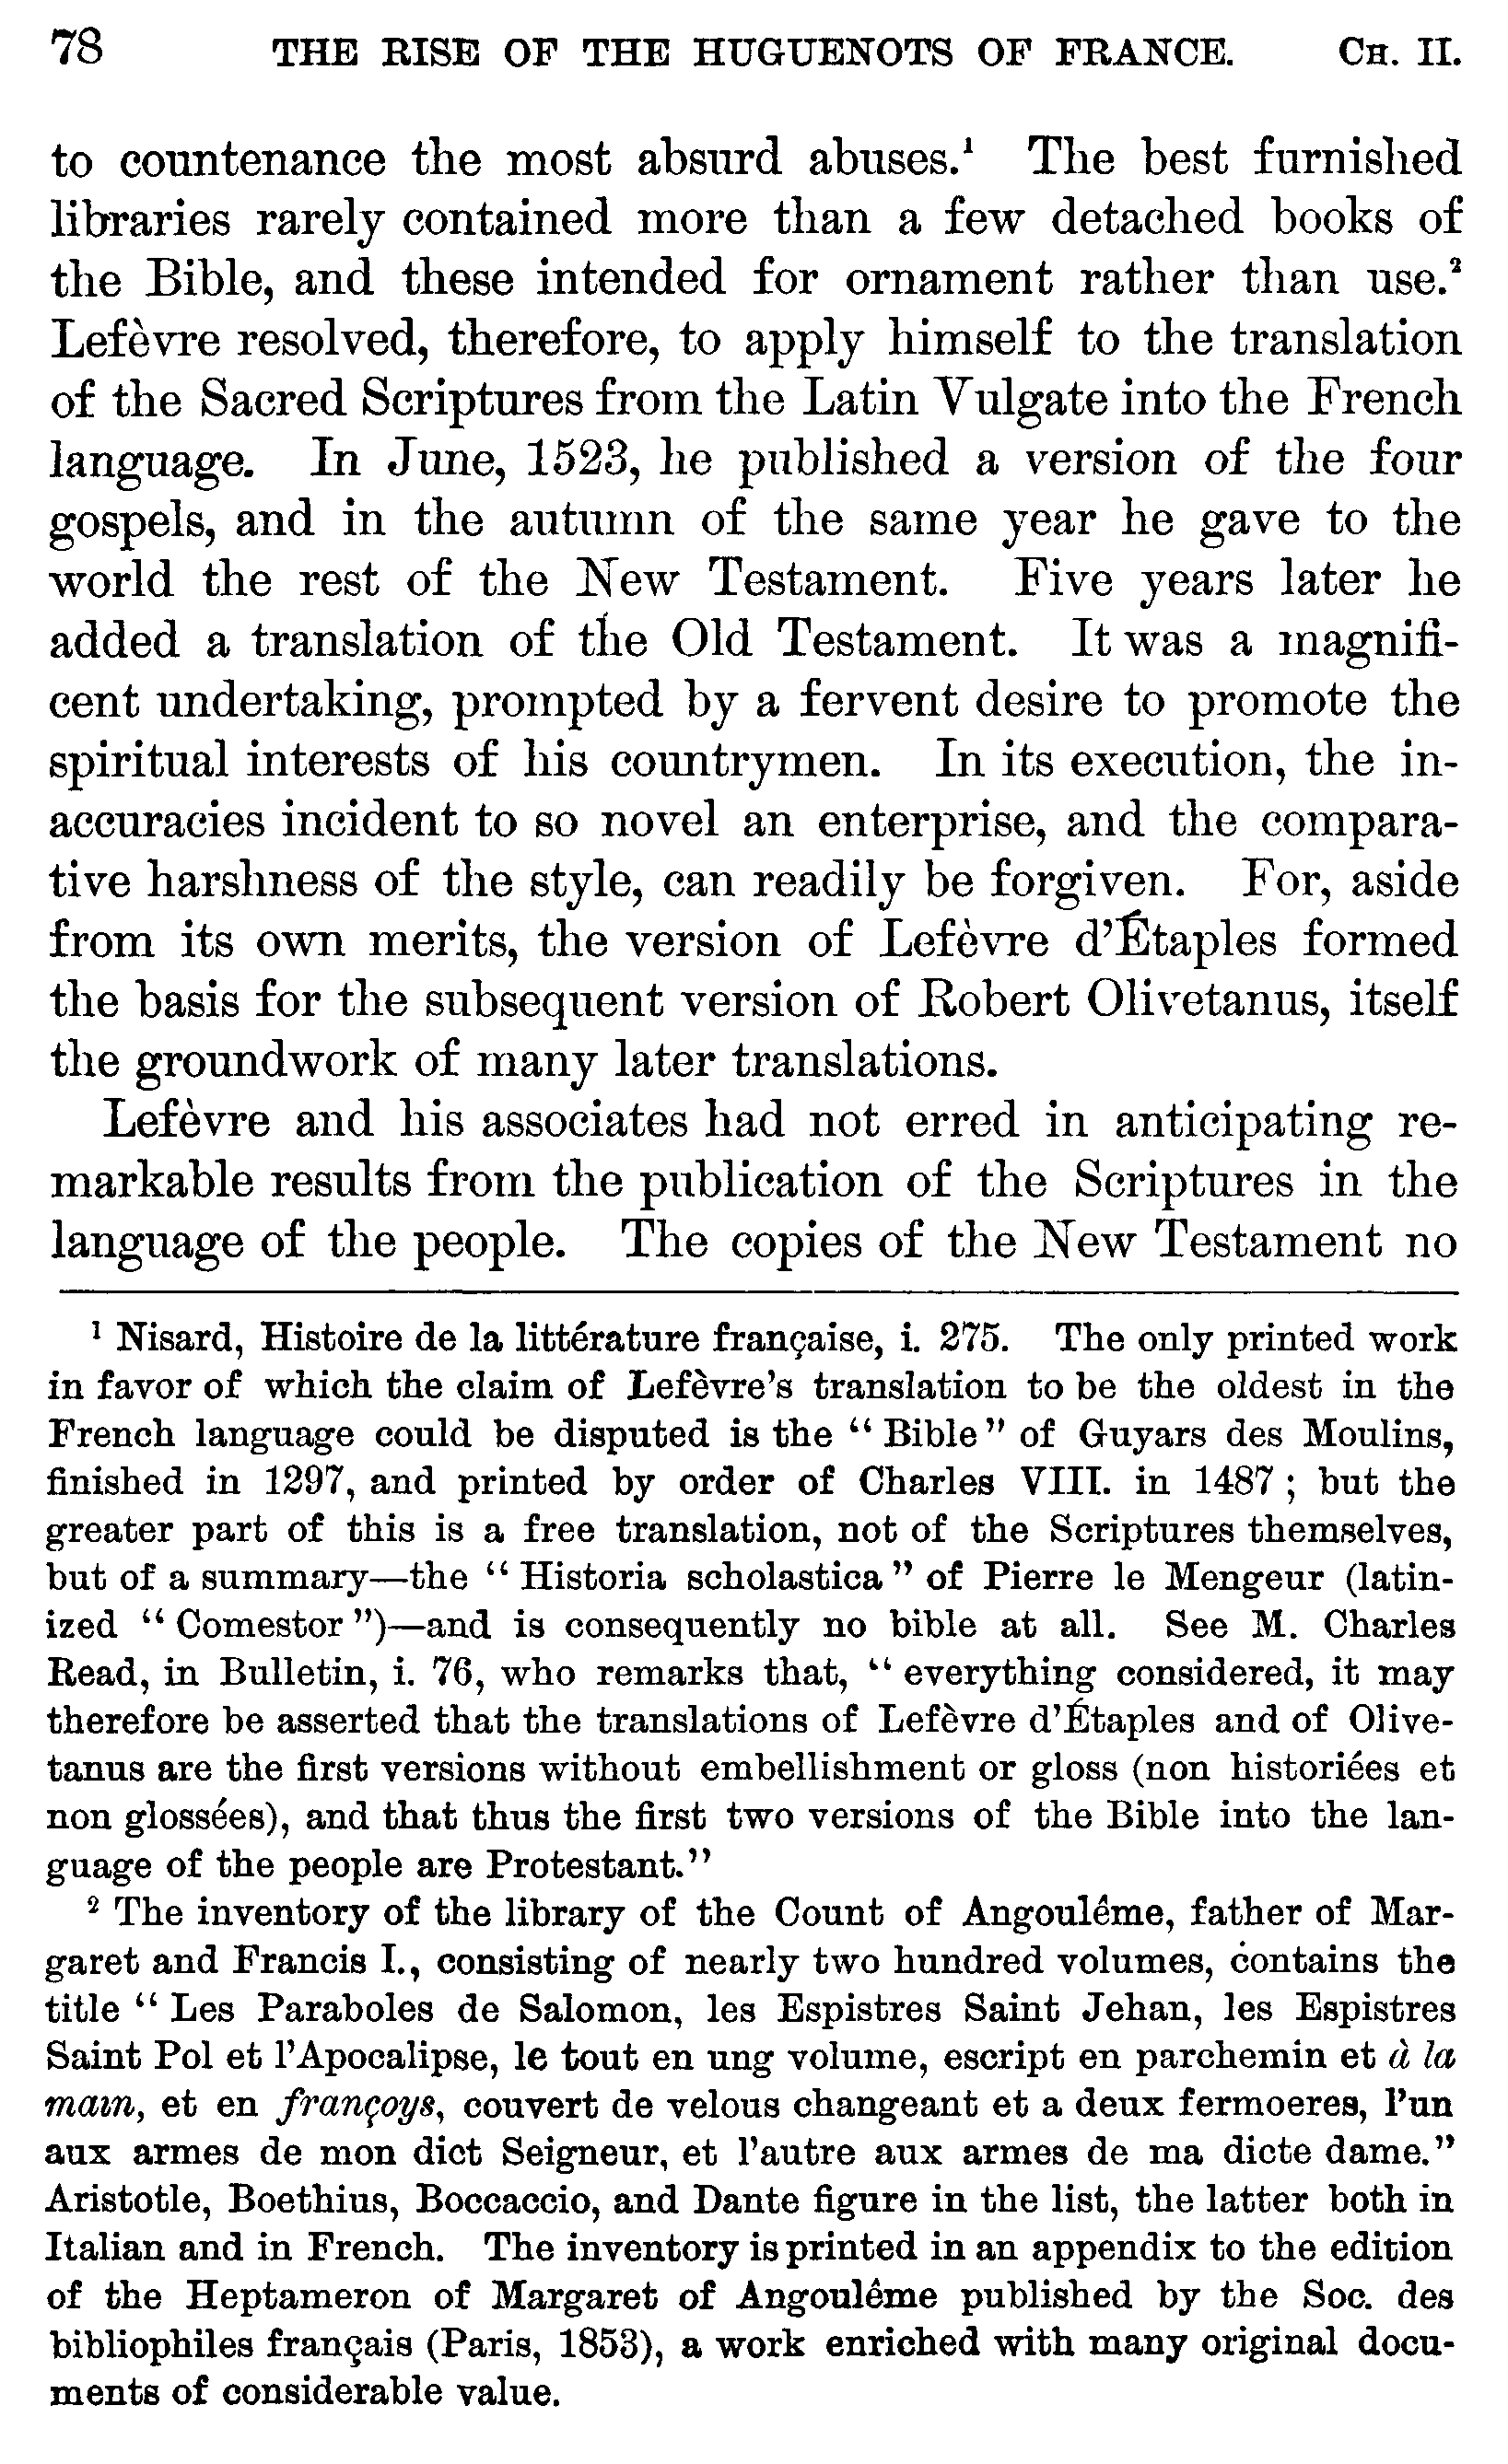 78 THE RISE OF THE HUGUENOTS OF FRANCE. CH. II.
to countenance the most absurd abuses.¹ The best furnished
libraries rarely contained more than a few detached books of
the Bible, and these intended for ornament rather than use.²
Lefèvre resolved, therefore, to apply himself to the translation
of the Sacred Scriptures from the Latin Vulgate into the French
language. In June, 1523, he published a version of the four
gospels, and in the autumn of the same year he gave to the
world the rest of the New Testament. Five years later he
added a translation of the Old Testament. It was a magnifi-
cent undertaking, prompted by a fervent desire to promote the
spiritual interests of his countrymen. In its execution, the in-
accuracies incident to so novel an enterprise, and the compara-
tive harshness of the style, can readily be forgiven. For, aside
from its own merits, the version of Lefèvre d'Étaples formed
the basis for the subsequent version of Robert Olivetanus, itself
the groundwork of many later translations.
Lefèvre and his associates had not erred in anticipating re-
markable results from the publication of the Scriptures in the
language of the people. The copies of the New Testament no
¹ Nisard, Histoire de la littérature française, i. 275. The only printed work
in favor of which the claim of Lefèvre's translation to be the oldest in the
French language could be disputed is the "Bible" of Guyars des Moulins,
finished in 1297, and printed by order of Charles VIII. in 1487; but the
greater part of this is a free translation, not of the Scriptures themselves,
but of a summary—the "Historia scholastica" of Pierre le Mengeur (latin-
ized "Comestor")—and is consequently no bible at all. See M. Charles
Read, in Bulletin, i. 76, who remarks that, "everything considered, it may
therefore be asserted that the translations of Lefèvre d'Étaples and of Olive-
tanus are the first versions without embellishment or gloss (non historiées et
non glossées), and that thus the first two versions of the Bible into the lan-
guage of the people are Protestant."
² The inventory of the library of the Count of Angoulême, father of Mar-
garet and Francis I., consisting of nearly two hundred volumes, contains the
title "Les Paraboles de Salomon, les Espistres Saint Jehan, les Espistres
Saint Pol et l'Apocalipse, le tout en ung volume, escript en parchemin et à la
main, et en françoys, couvert de velous changeant et a deux fermoeres, l'un
aux armes de mon dict Seigneur, et l'autre aux armes de ma dicte dame."
Aristotle, Boethius, Boccaccio, and Dante figure in the list, the latter both in
Italian and in French. The inventory is printed in an appendix to the edition
of the Heptameron of Margaret of Angoulême published by the Soc. des
bibliophiles français (Paris, 1853), a work enriched with many original docu-
ments of considerable value.